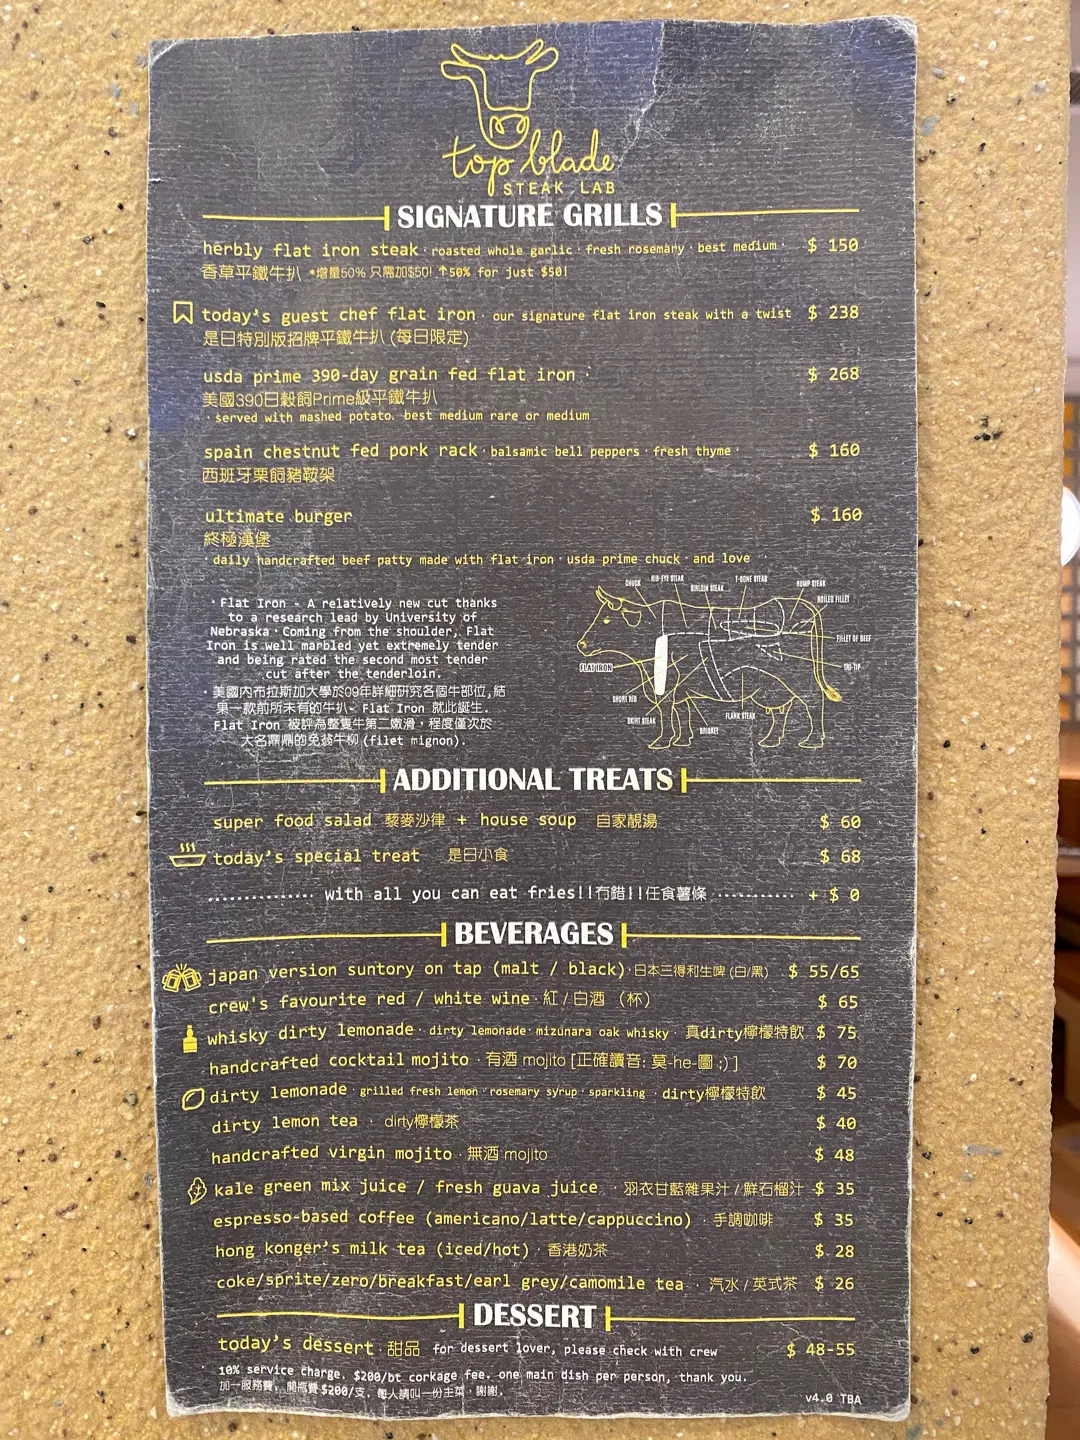 top blade
STEAK LAB
SIGNATURE GRILLS
herbly flat iron steak · roasted whole garlic · fresh rosemary · best medium · $ 150
香草平鐵牛扒 *增量50% 只需加$50! ↑50% for just $50!
today's guest chef flat iron · our signature flat iron steak with a twist $ 238
是日特別版招牌平鐵牛扒 (每日限定)
usda prime 390-day grain fed flat iron · $ 268
美國390日穀飼Prime級平鐵牛扒
· served with mashed potato. best medium rare or medium
spain chestnut fed pork rack · balsamic bell peppers · fresh thyme $ 160
西班牙栗飼豬鞍架
ultimate burger $ 160
終極漢堡
daily handcrafted beef patty made with flat iron · usda prime chuck · and love
· Flat Iron - A relatively new cut thanks
to a research lead by University of
Nebraska · Coming from the shoulder, Flat
Iron is well marbled yet extremely tender
and being rated the second most tender
cut after the tenderloin.
· 美國內布拉斯加大學於09年詳細研究各個牛部位,結
果一款前所未有的牛扒- Flat Iron 就此誕生.
Flat Iron 被評為整隻牛第二嫩滑，程度僅次於
大名鼎鼎的免翁牛柳 (filet mignon).
CHUCK
RIB-EYE STEAK
SIRLOIN STEAK
T-BONE STEAK
RUMP STEAK
ROLLED FILLET
FILLET OF BEEF
TRI-TIP
FLAT IRON
SHORT RIB
SKIRT STEAK
BRISKET
FLANK STEAK
ADDITIONAL TREATS
super food salad 藜麥沙律 + house soup 自家靚湯 $ 60
today's special treat 是日小食 $ 68
with all you can eat fries!!冇錯!!任食薯條 + $ 0
BEVERAGES
japan version suntory on tap (malt / black) · 日本三得利生啤 (白/黑) $ 55/65
crew's favourite red / white wine · 紅/白酒 (杯) $ 65
whisky dirty lemonade · dirty lemonade · mizunara oak whisky · 真dirty檸檬特飲 $ 75
handcrafted cocktail mojito · 有酒 mojito [正確讀音: 莫-he-圖 ;)] $ 70
dirty lemonade · grilled fresh lemon · rosemary syrup · sparkling · dirty檸檬特飲 $ 45
dirty lemon tea · dirty檸檬茶 $ 40
handcrafted virgin mojito · 無酒 mojito $ 48
kale green mix juice / fresh guava juice · 羽衣甘藍雜果汁 / 鮮石榴汁 $ 35
espresso-based coffee (americano/latte/cappuccino) · 手調咖啡 $ 35
hong konger's milk tea (iced/hot) · 香港奶茶 $ 28
coke/sprite/zero/breakfast/earl grey/camomile tea · 汽水 / 英式茶 $ 26
DESSERT
today's dessert · 甜品 for dessert lover, please check with crew $ 48-55
10% service charge. $200/bt corkage fee. one main dish per person, thank you.
加一服務費, 開瓶費$200/支, 每人請叫一份主菜，謝謝.
v4.0 TBA